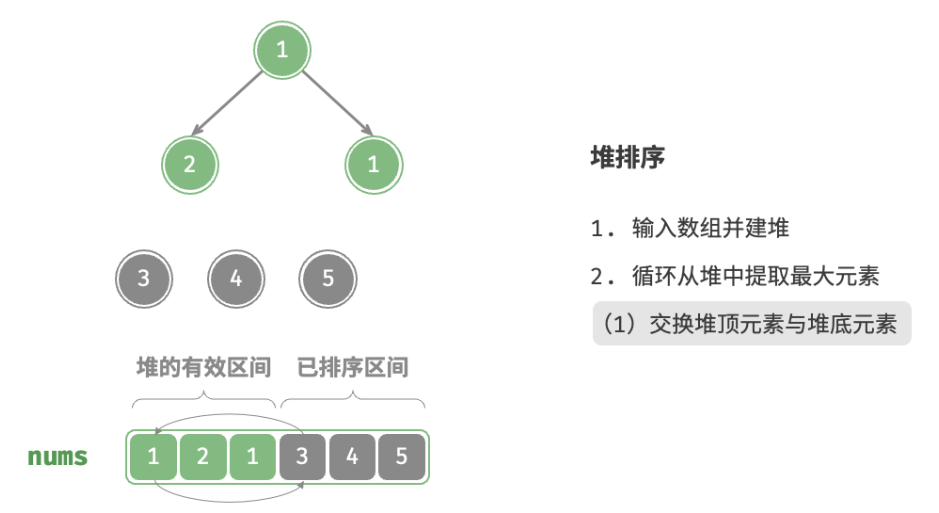 1
2 1
3 4 5
堆的有效区间 已排序区间
nums 1 2 1 3 4 5
堆排序
1. 输入数组并建堆
2. 循环从堆中提取最大元素
（1）交换堆顶元素与堆底元素